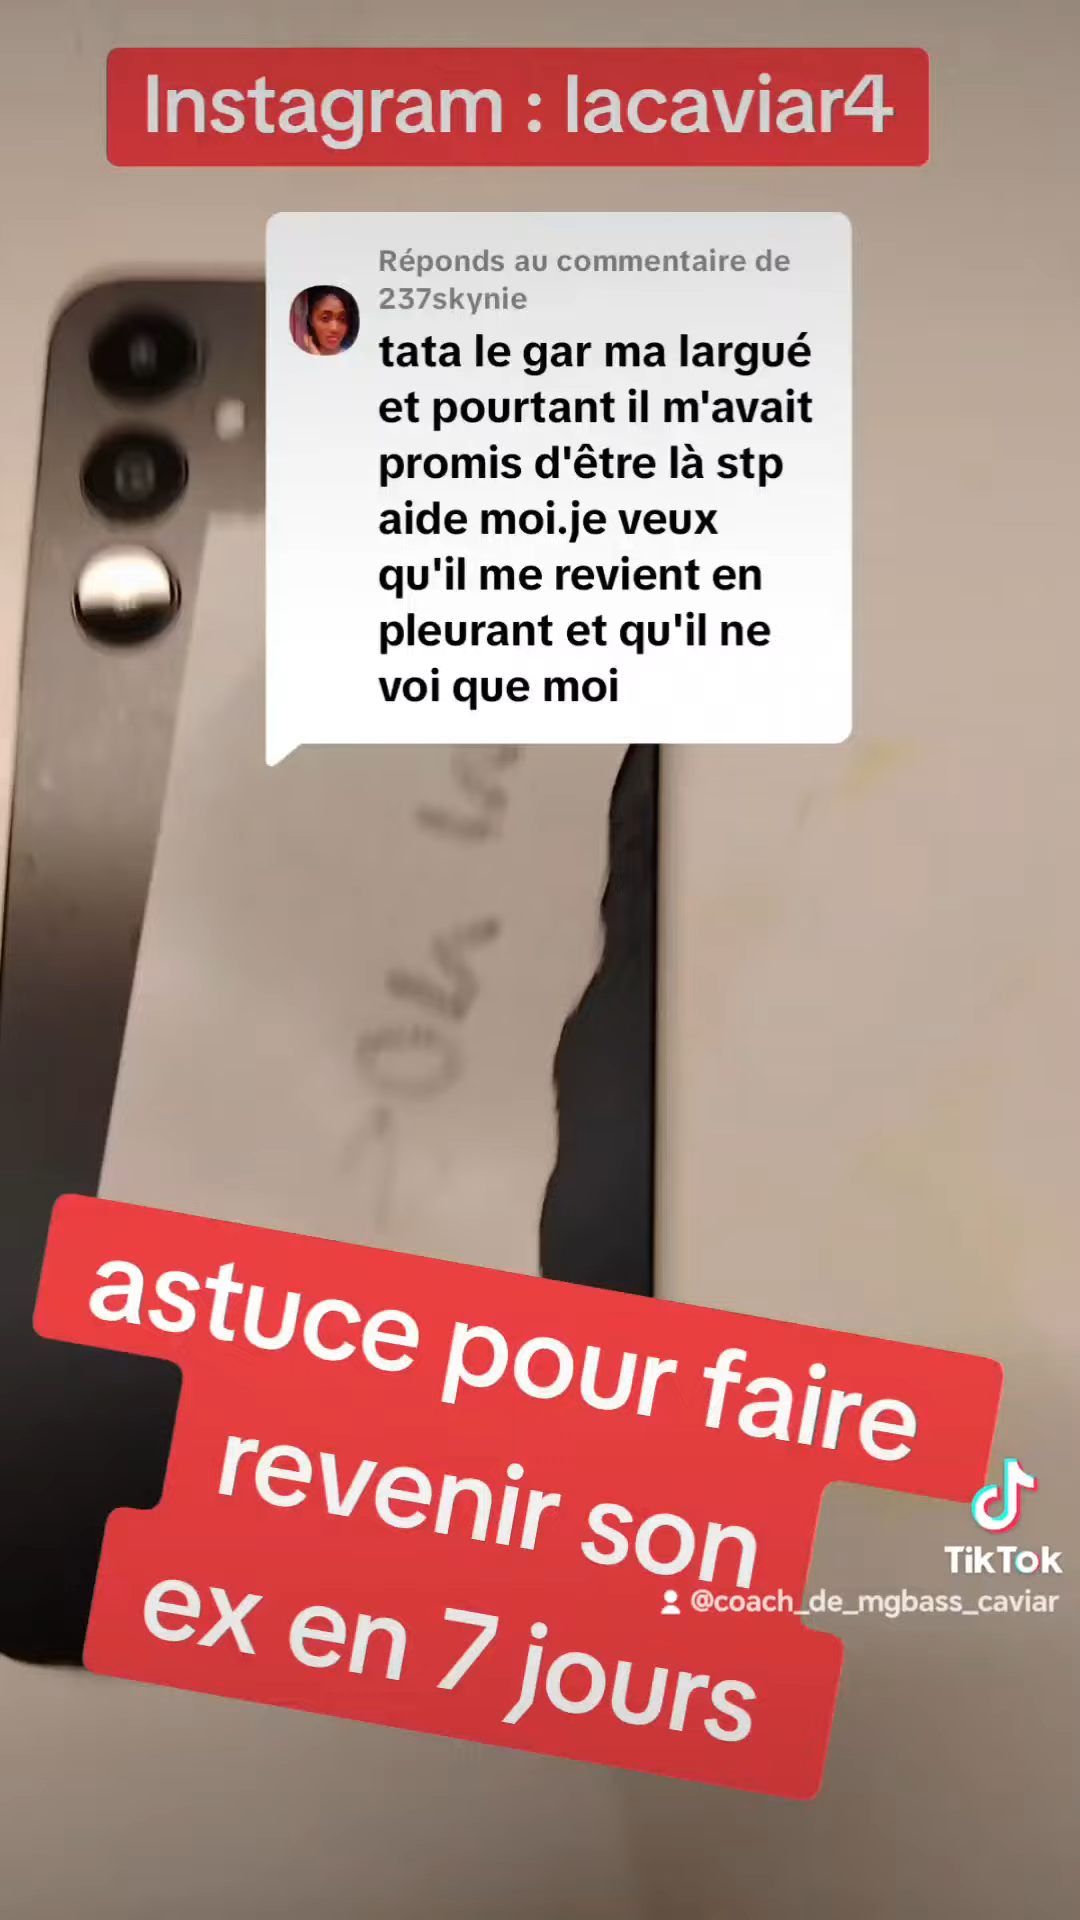 Instagram : lacaviar4
Réponds au commentaire de
237skynie
tata le gar ma largué
et pourtant il m'avait
promis d'être là stp
aide moi.je veux
qu'il me revient en
pleurant et qu'il ne
voi que moi
astuce pour faire
revenir son
ex en 7 jours
TikTok
@coach_de_mgbass_caviar